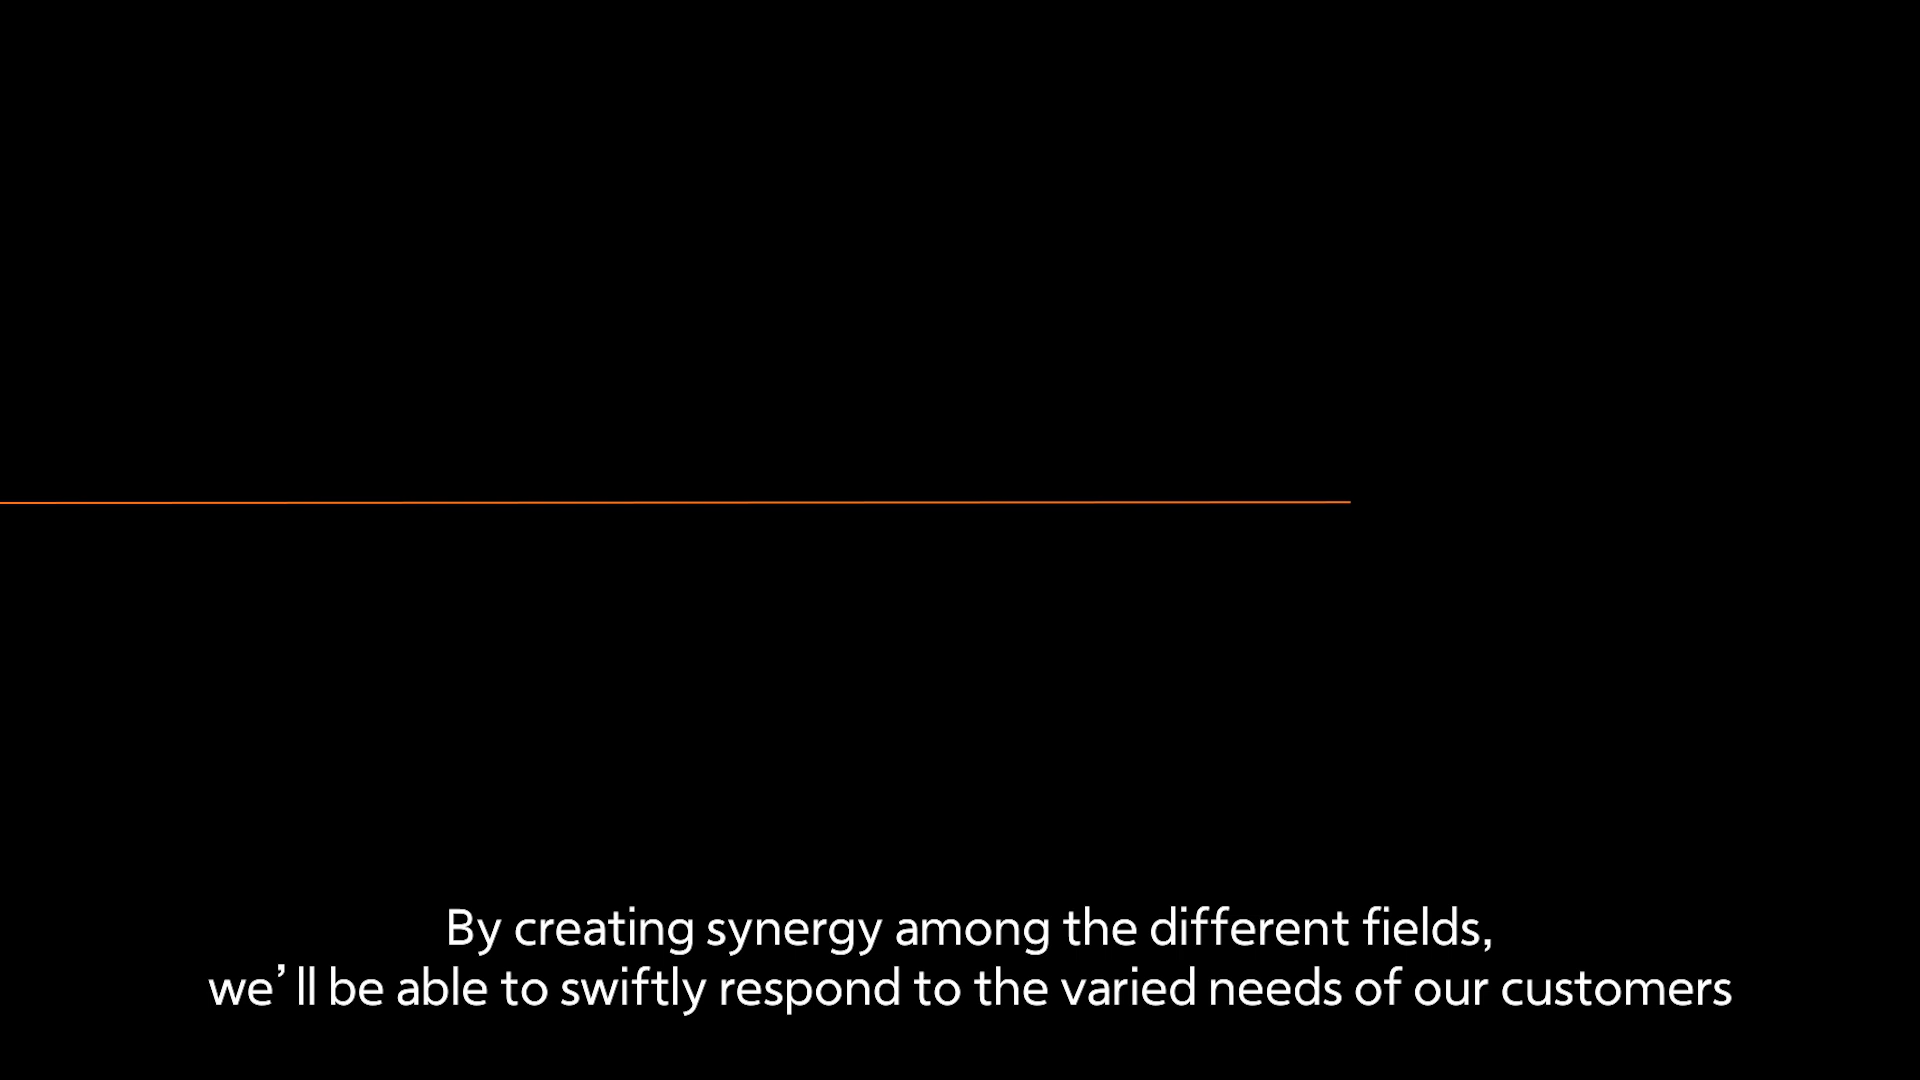 By creating synergy among the different fields,
we’ll be able to swiftly respond to the varied needs of our customers